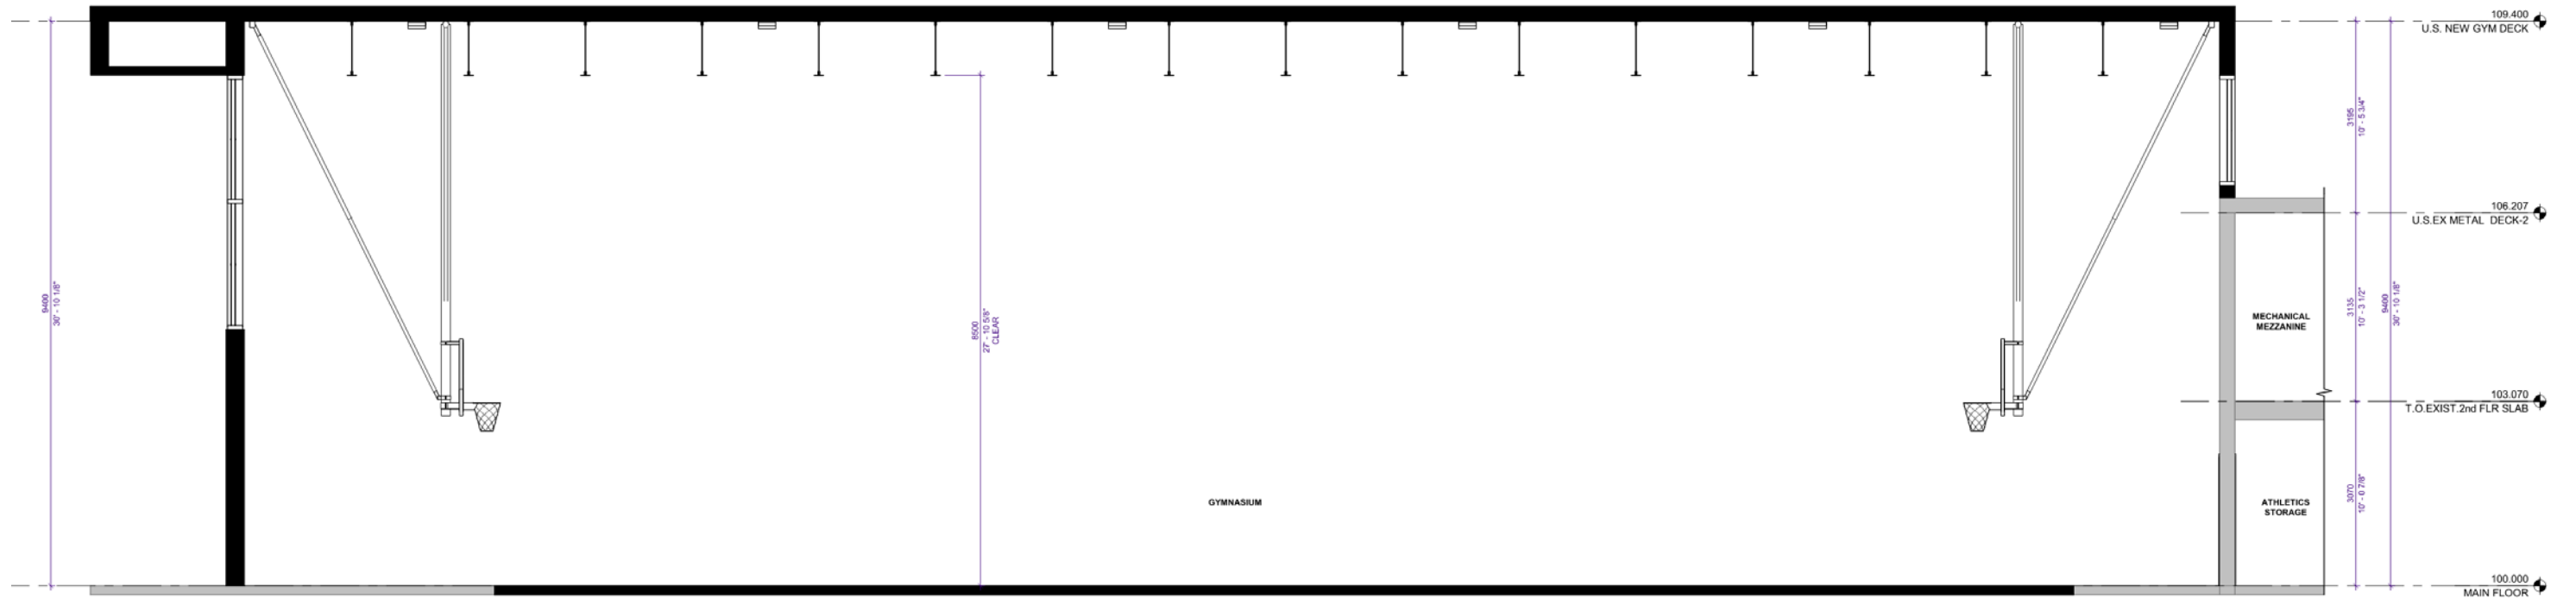 109.400
U.S. NEW GYM DECK
3195
10' - 5 3/4"
106.207
U.S.EX METAL DECK-2
9400
30' - 10 1/8"
8500
27' - 10 5/8"
CLEAR
MECHANICAL
MEZZANINE
3135
10' - 3 1/2"
9400
30' - 10 1/8"
103.070
T.O.EXIST.2nd FLR SLAB
GYMNASIUM
ATHLETICS
STORAGE
3070
10' - 0 7/8"
100.000
MAIN FLOOR